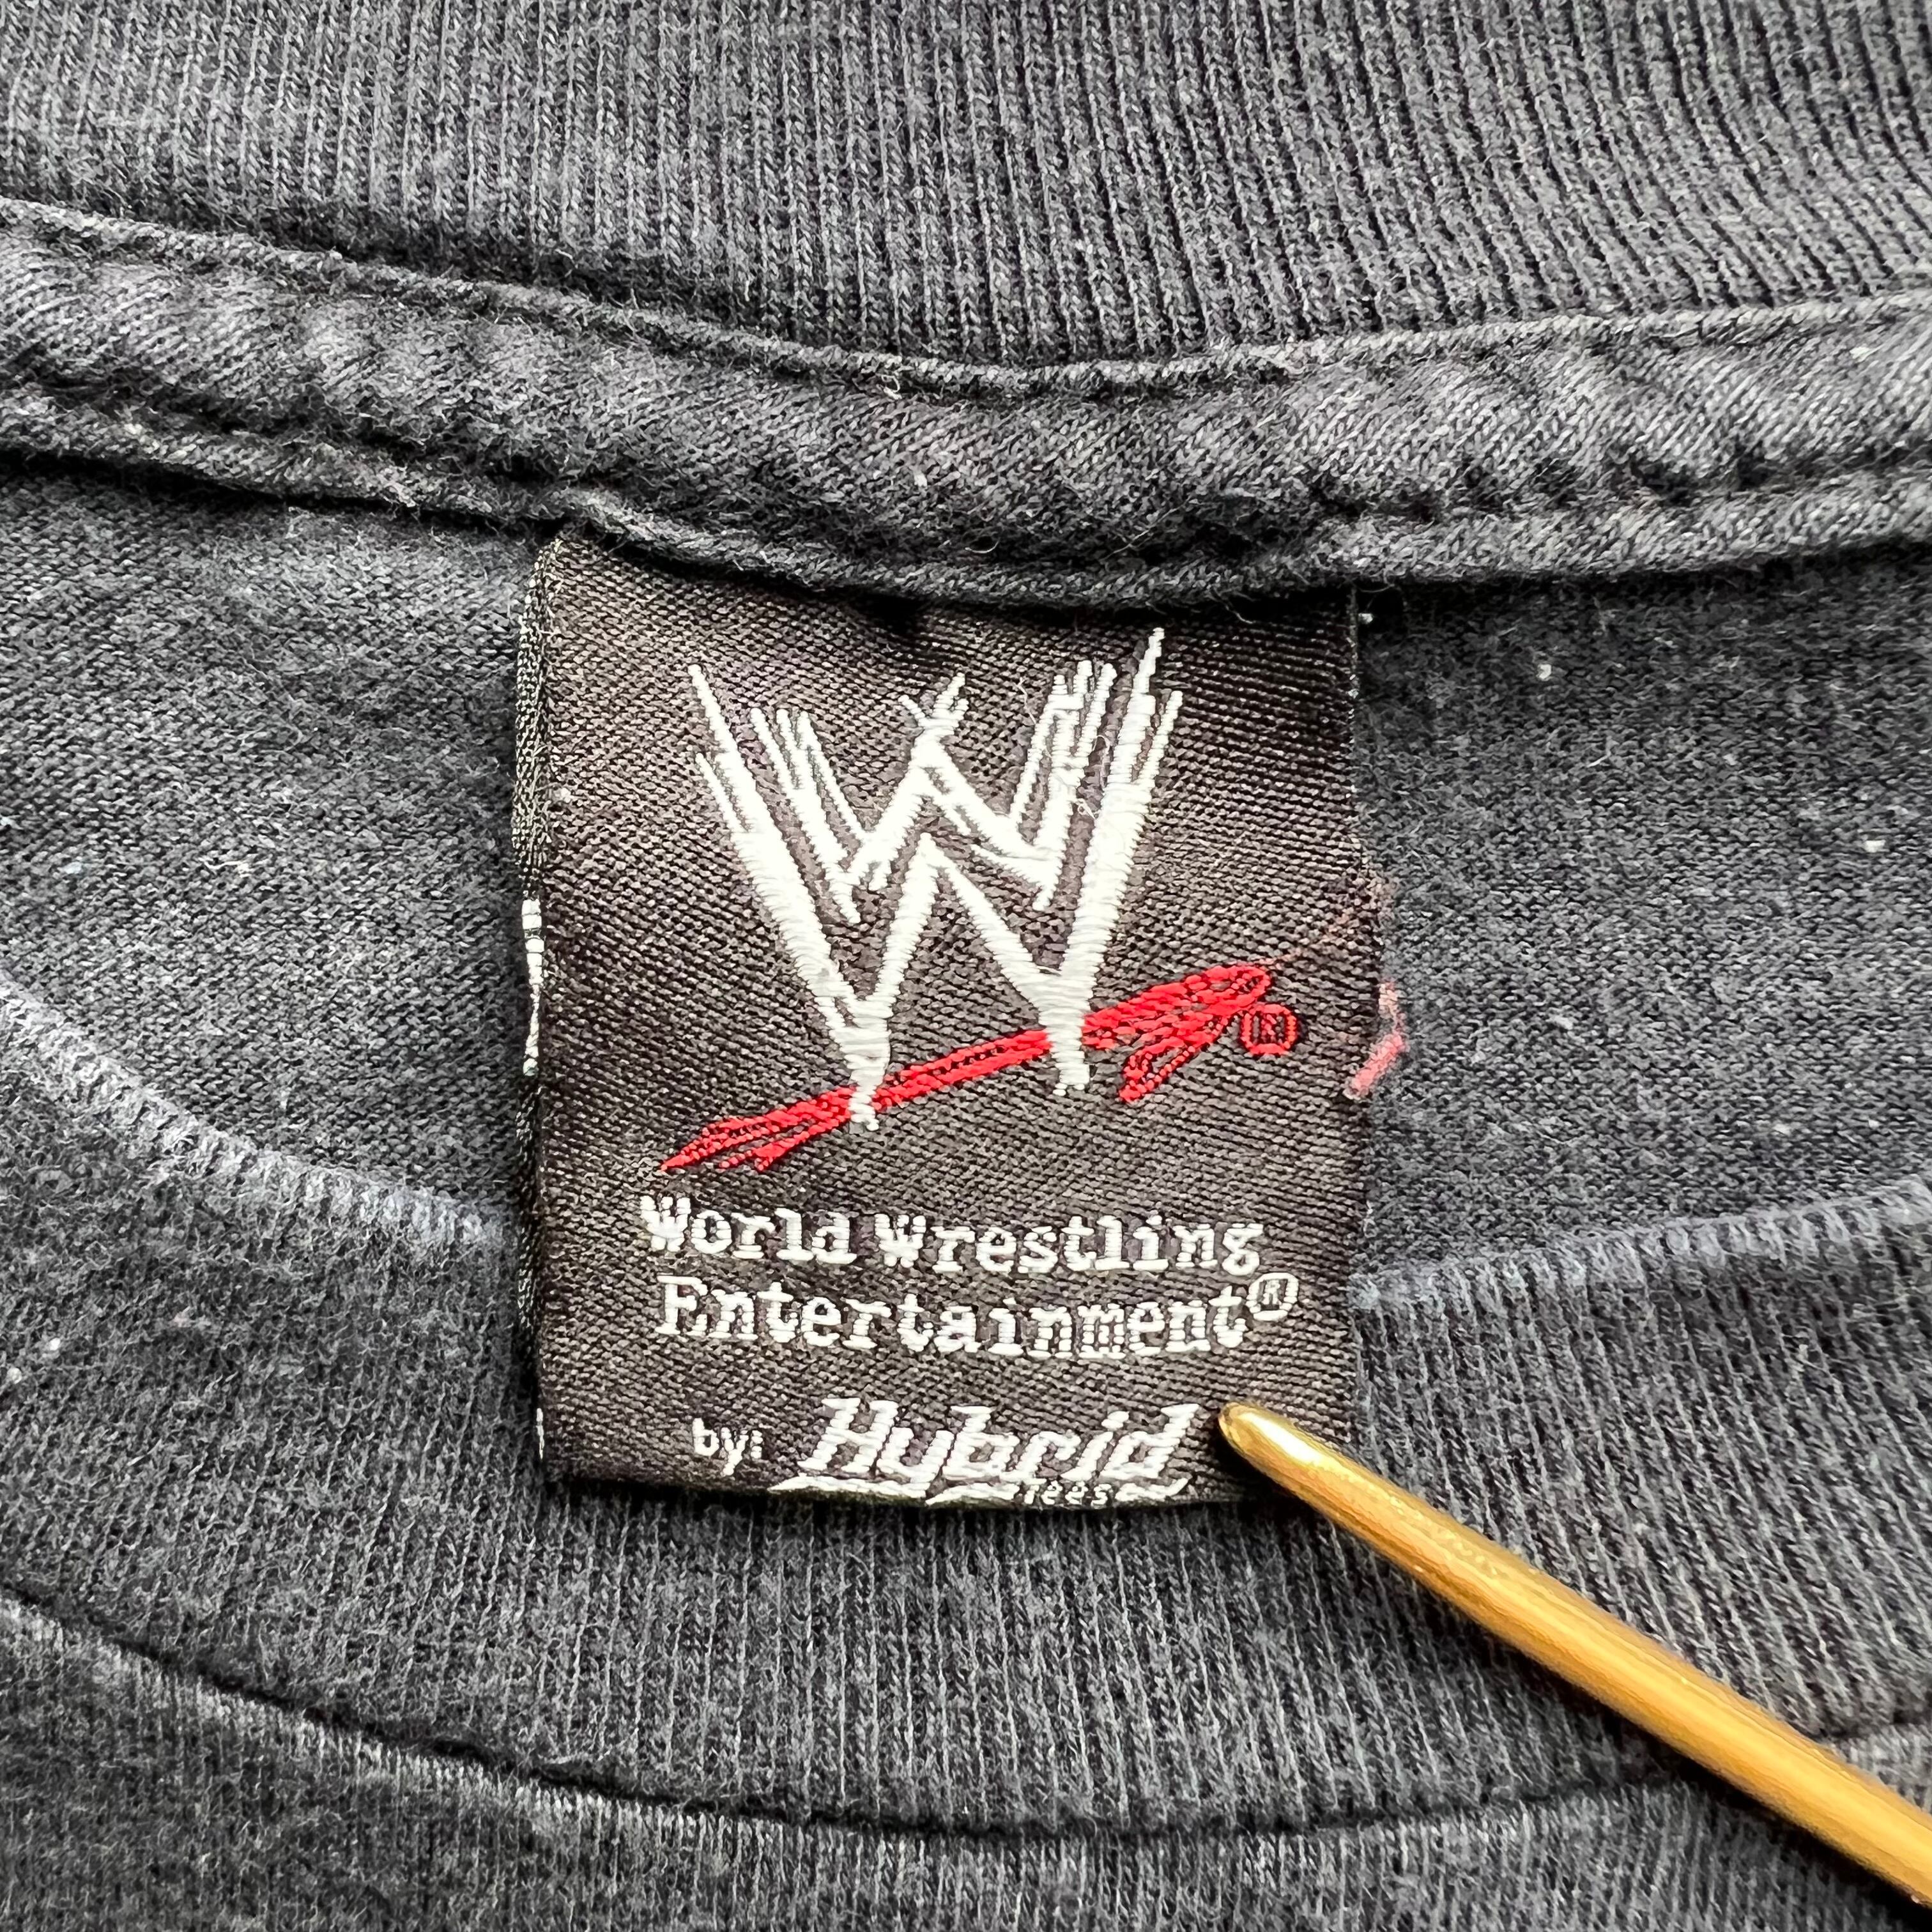 W
®
World Wrestling
Entertainment®
by: Hybrid
Tees